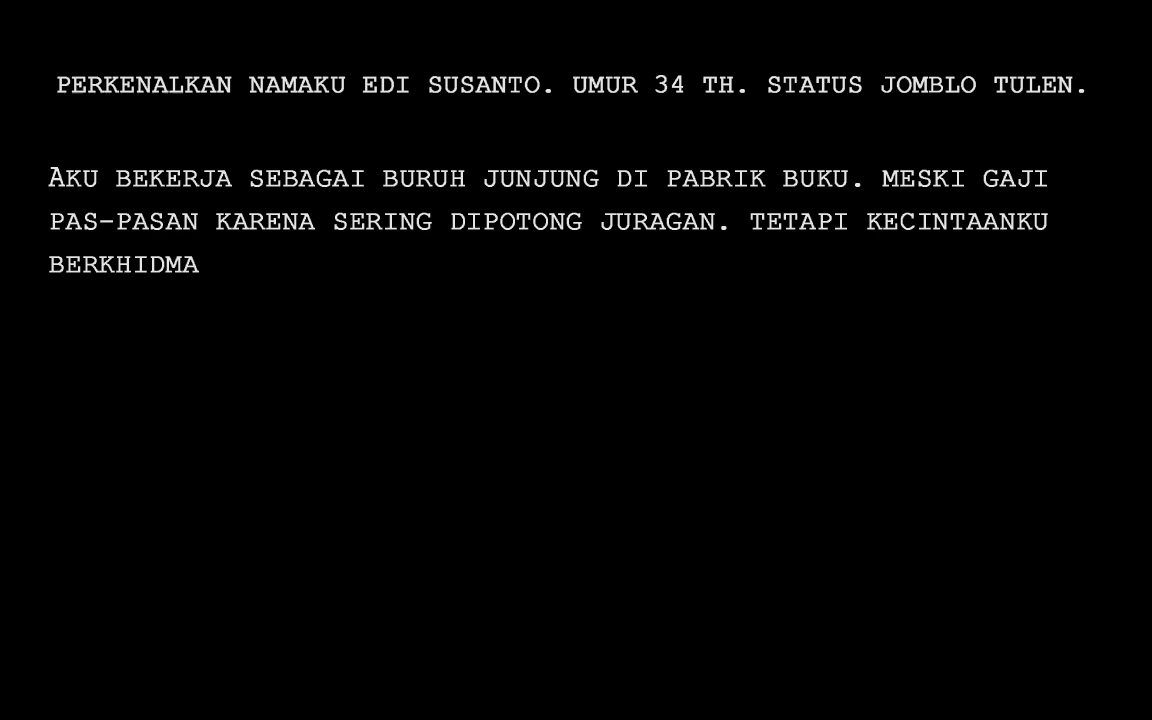 PERKENALKAN NAMAKU EDI SUSANTO. UMUR 34 TH. STATUS JOMBLO TULEN.
AKU BEKERJA SEBAGAI BURUH JUNJUNG DI PABRIK BUKU. MESKI GAJI
PAS-PASAN KARENA SERING DIPOTONG JURAGAN. TETAPI KECINTAANKU
BERKHIDMA